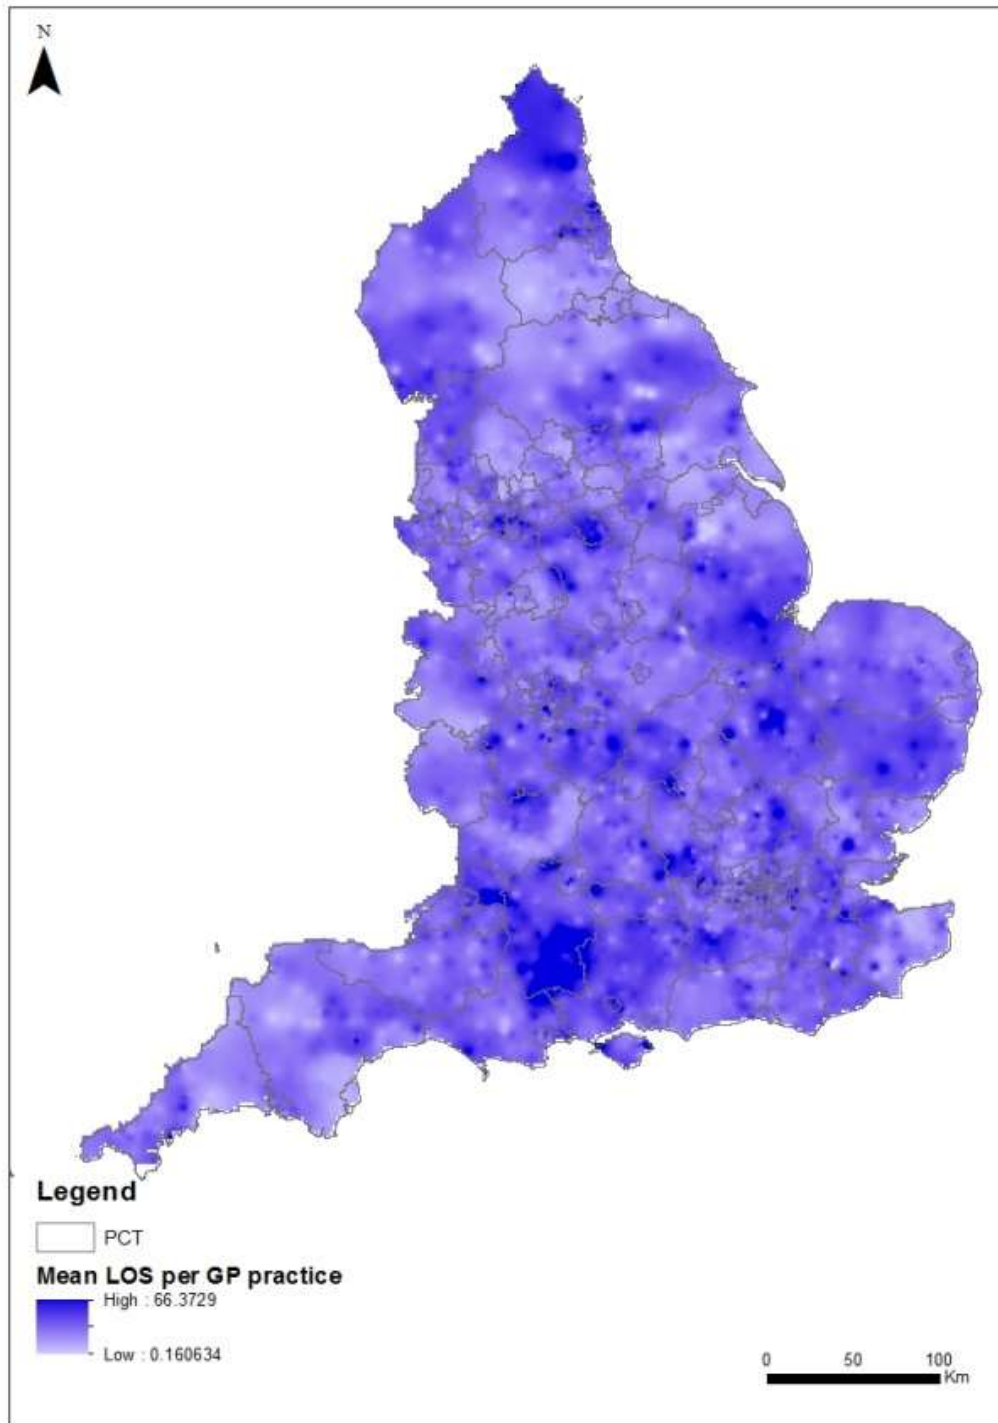 N
Legend
PCT
Mean LOS per GP practice
High : 66.3729
Low : 0.160634
0 50 100
Km